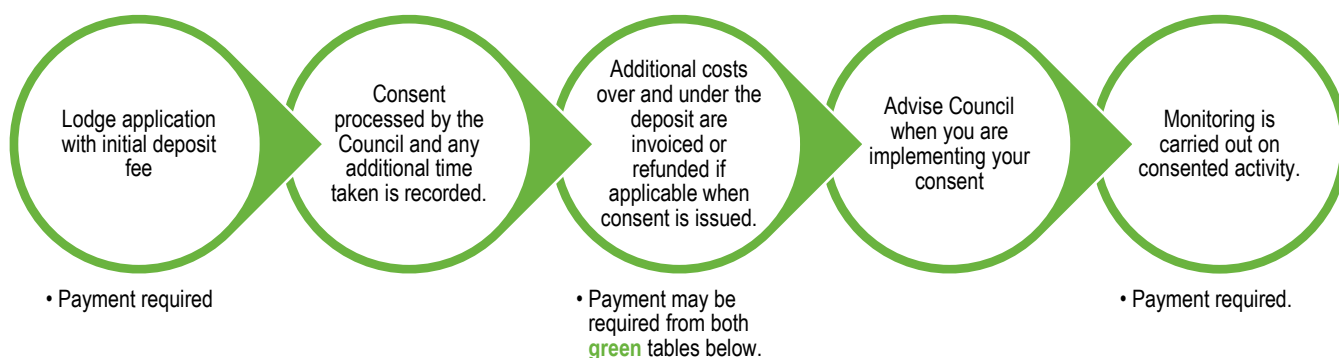 Lodge application
with initial deposit
fee
Consent
processed by the
Council and any
additional time
taken is recorded.
Additional costs
over and under the
deposit are
invoiced or
refunded if
applicable when
consent is issued.
Advise Council
when you are
implementing your
consent
Monitoring is
carried out on
consented activity.
• Payment required
• Payment may be
required from both
green tables below.
• Payment required.